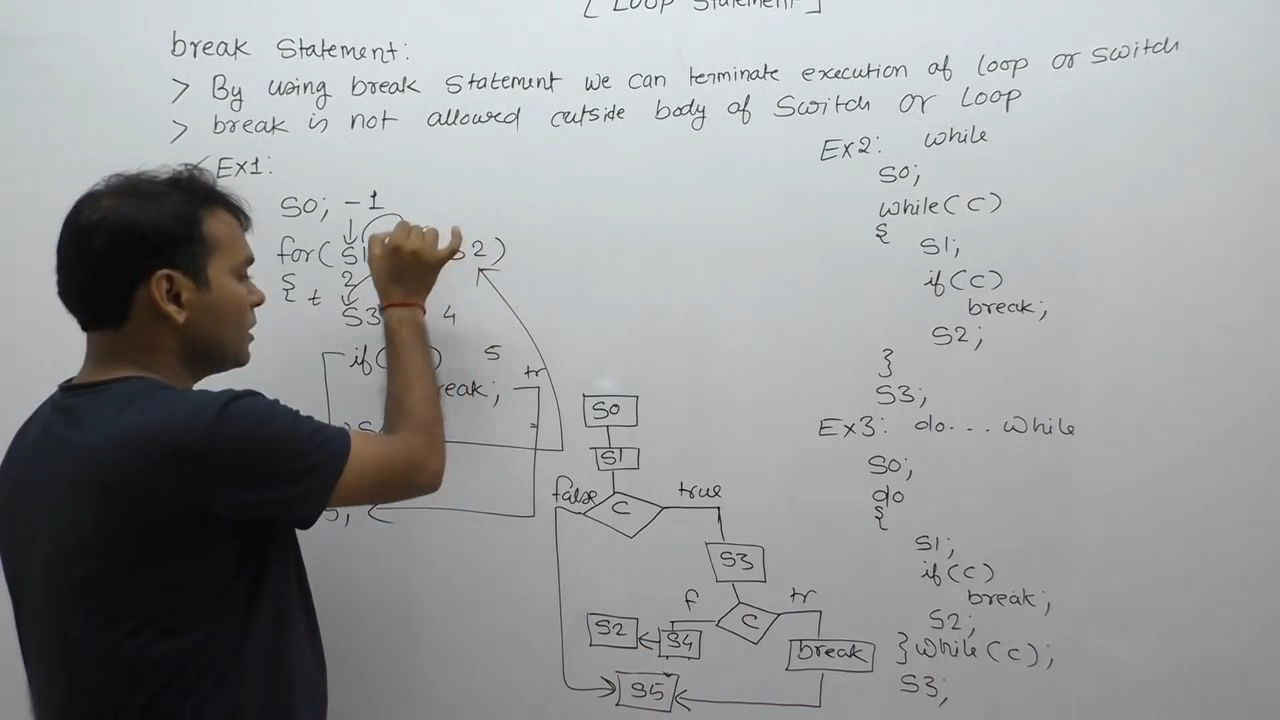 [ Loop Statement ]
break Statement:
> By using break Statement we can terminate execution of loop or switch
> break is not allowed outside body of Switch or Loop
Ex1:
S0; - 1
for( S1 S2)
{ t 2
S3 4
if( ) 5
break; tr
S0
S1
false C true
S3
f C tr
S2 S4 break
S5
Ex2: while
S0;
while(C)
{
S1;
if(C)
break;
S2;
}
S3;
Ex3: do... while
S0;
do
{
S1;
if(C)
break;
S2;
}while(C);
S3;